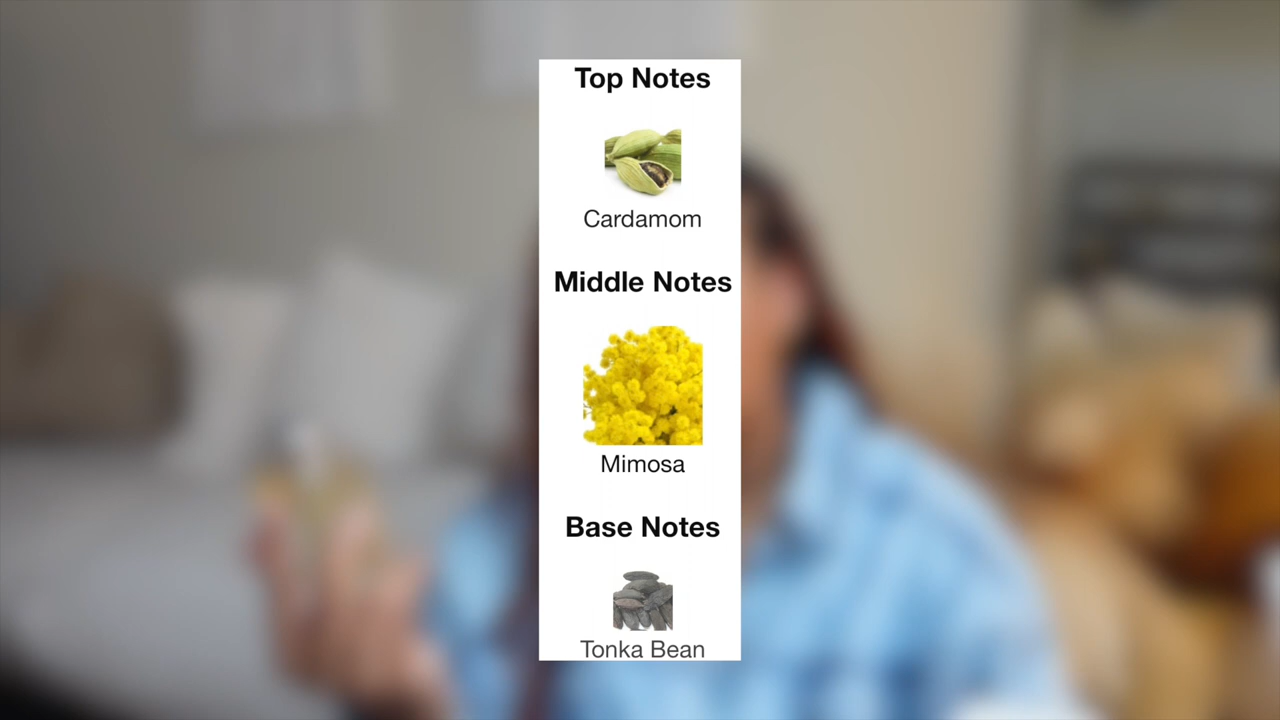 Top Notes
Cardamom
Middle Notes
Mimosa
Base Notes
Tonka Bean